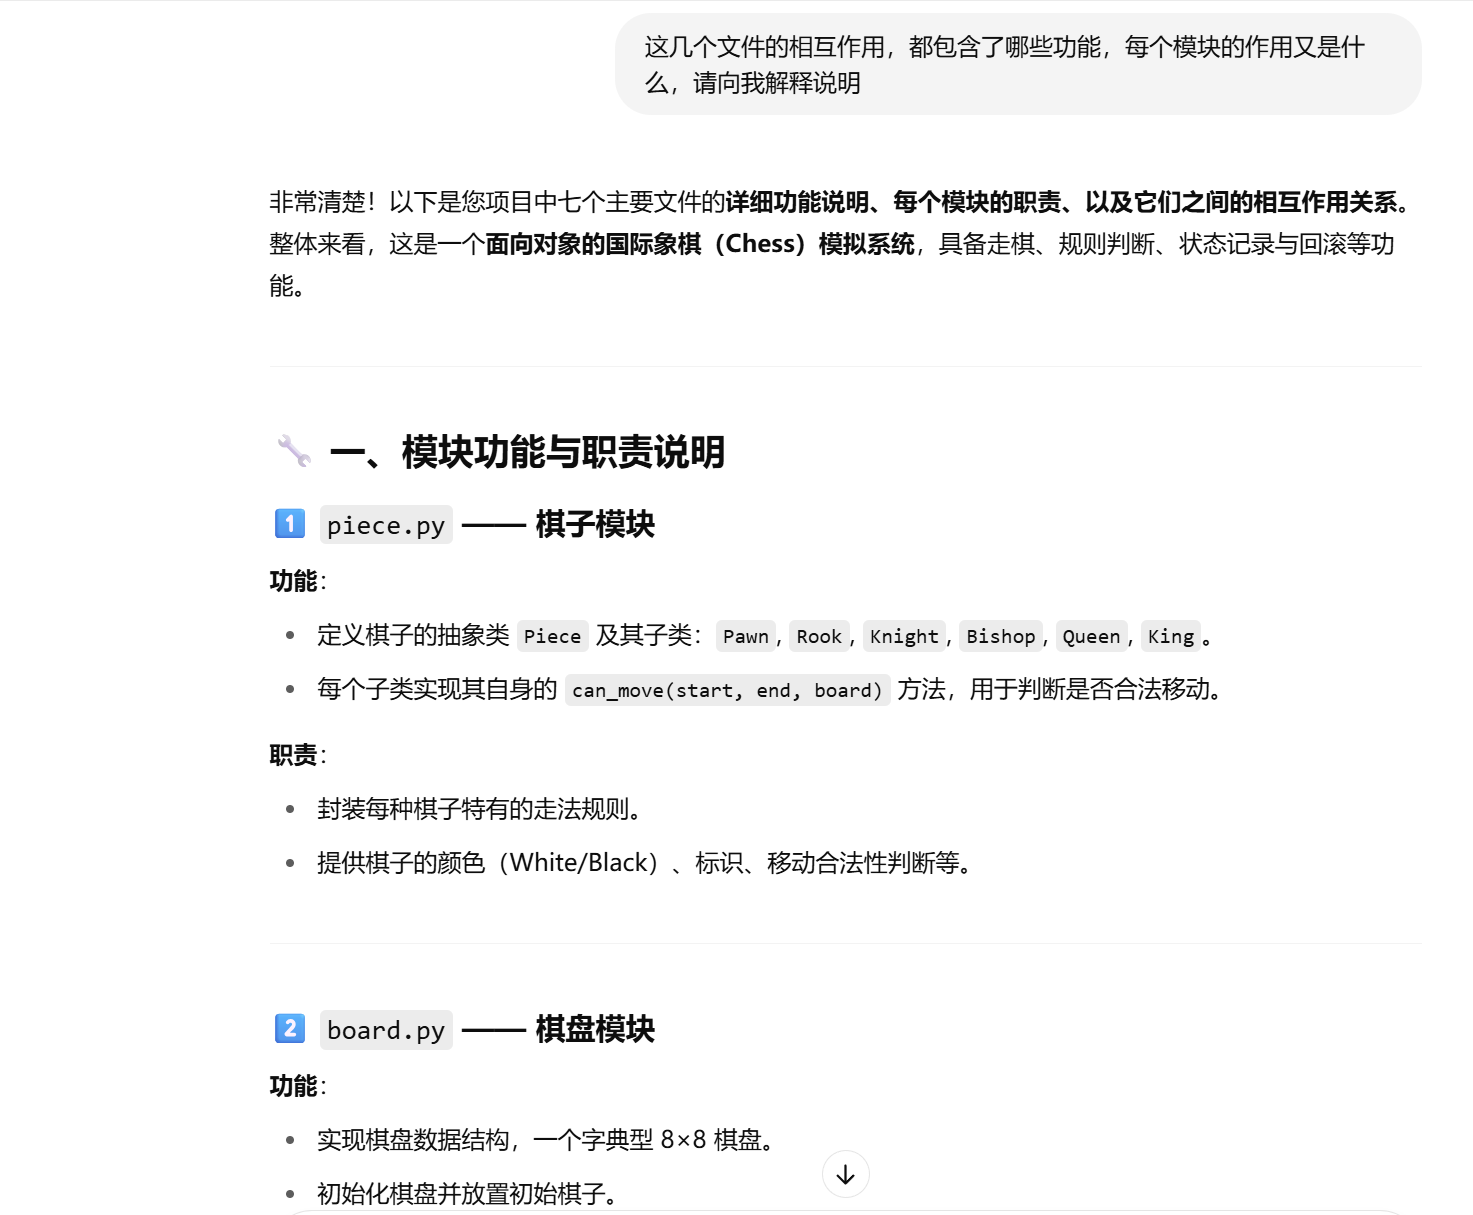 这几个文件的相互作用，都包含了哪些功能，每个模块的作用又是什
么，请向我解释说明
非常清楚！以下是您项目中七个主要文件的详细功能说明、每个模块的职责、以及它们之间的相互作用关系。
整体来看，这是一个面向对象的国际象棋（Chess）模拟系统，具备走棋、规则判断、状态记录与回滚等功
能。
🔧 一、模块功能与职责说明
1️⃣ piece.py —— 棋子模块
功能：
• 定义棋子的抽象类 Piece 及其子类：Pawn, Rook, Knight, Bishop, Queen, King。
• 每个子类实现其自身的 can_move(start, end, board) 方法，用于判断是否合法移动。
职责：
• 封装每种棋子特有的走法规则。
• 提供棋子的颜色（White/Black）、标识、移动合法性判断等。
2️⃣ board.py —— 棋盘模块
功能：
• 实现棋盘数据结构，一个字典型 8×8 棋盘。
• 初始化棋盘并放置初始棋子。